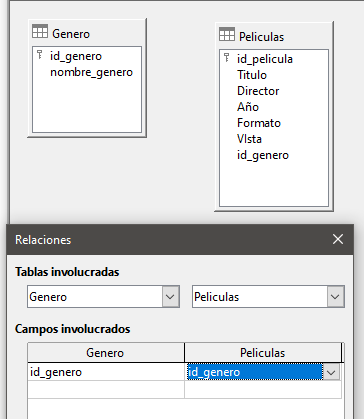 Genero
id_genero
nombre_genero
Peliculas
id_pelicula
Titulo
Director
Año
Formato
VIsta
id_genero
Relaciones
Tablas involucradas
Genero
Peliculas
Campos involucrados
Genero
Peliculas
id_genero
id_genero